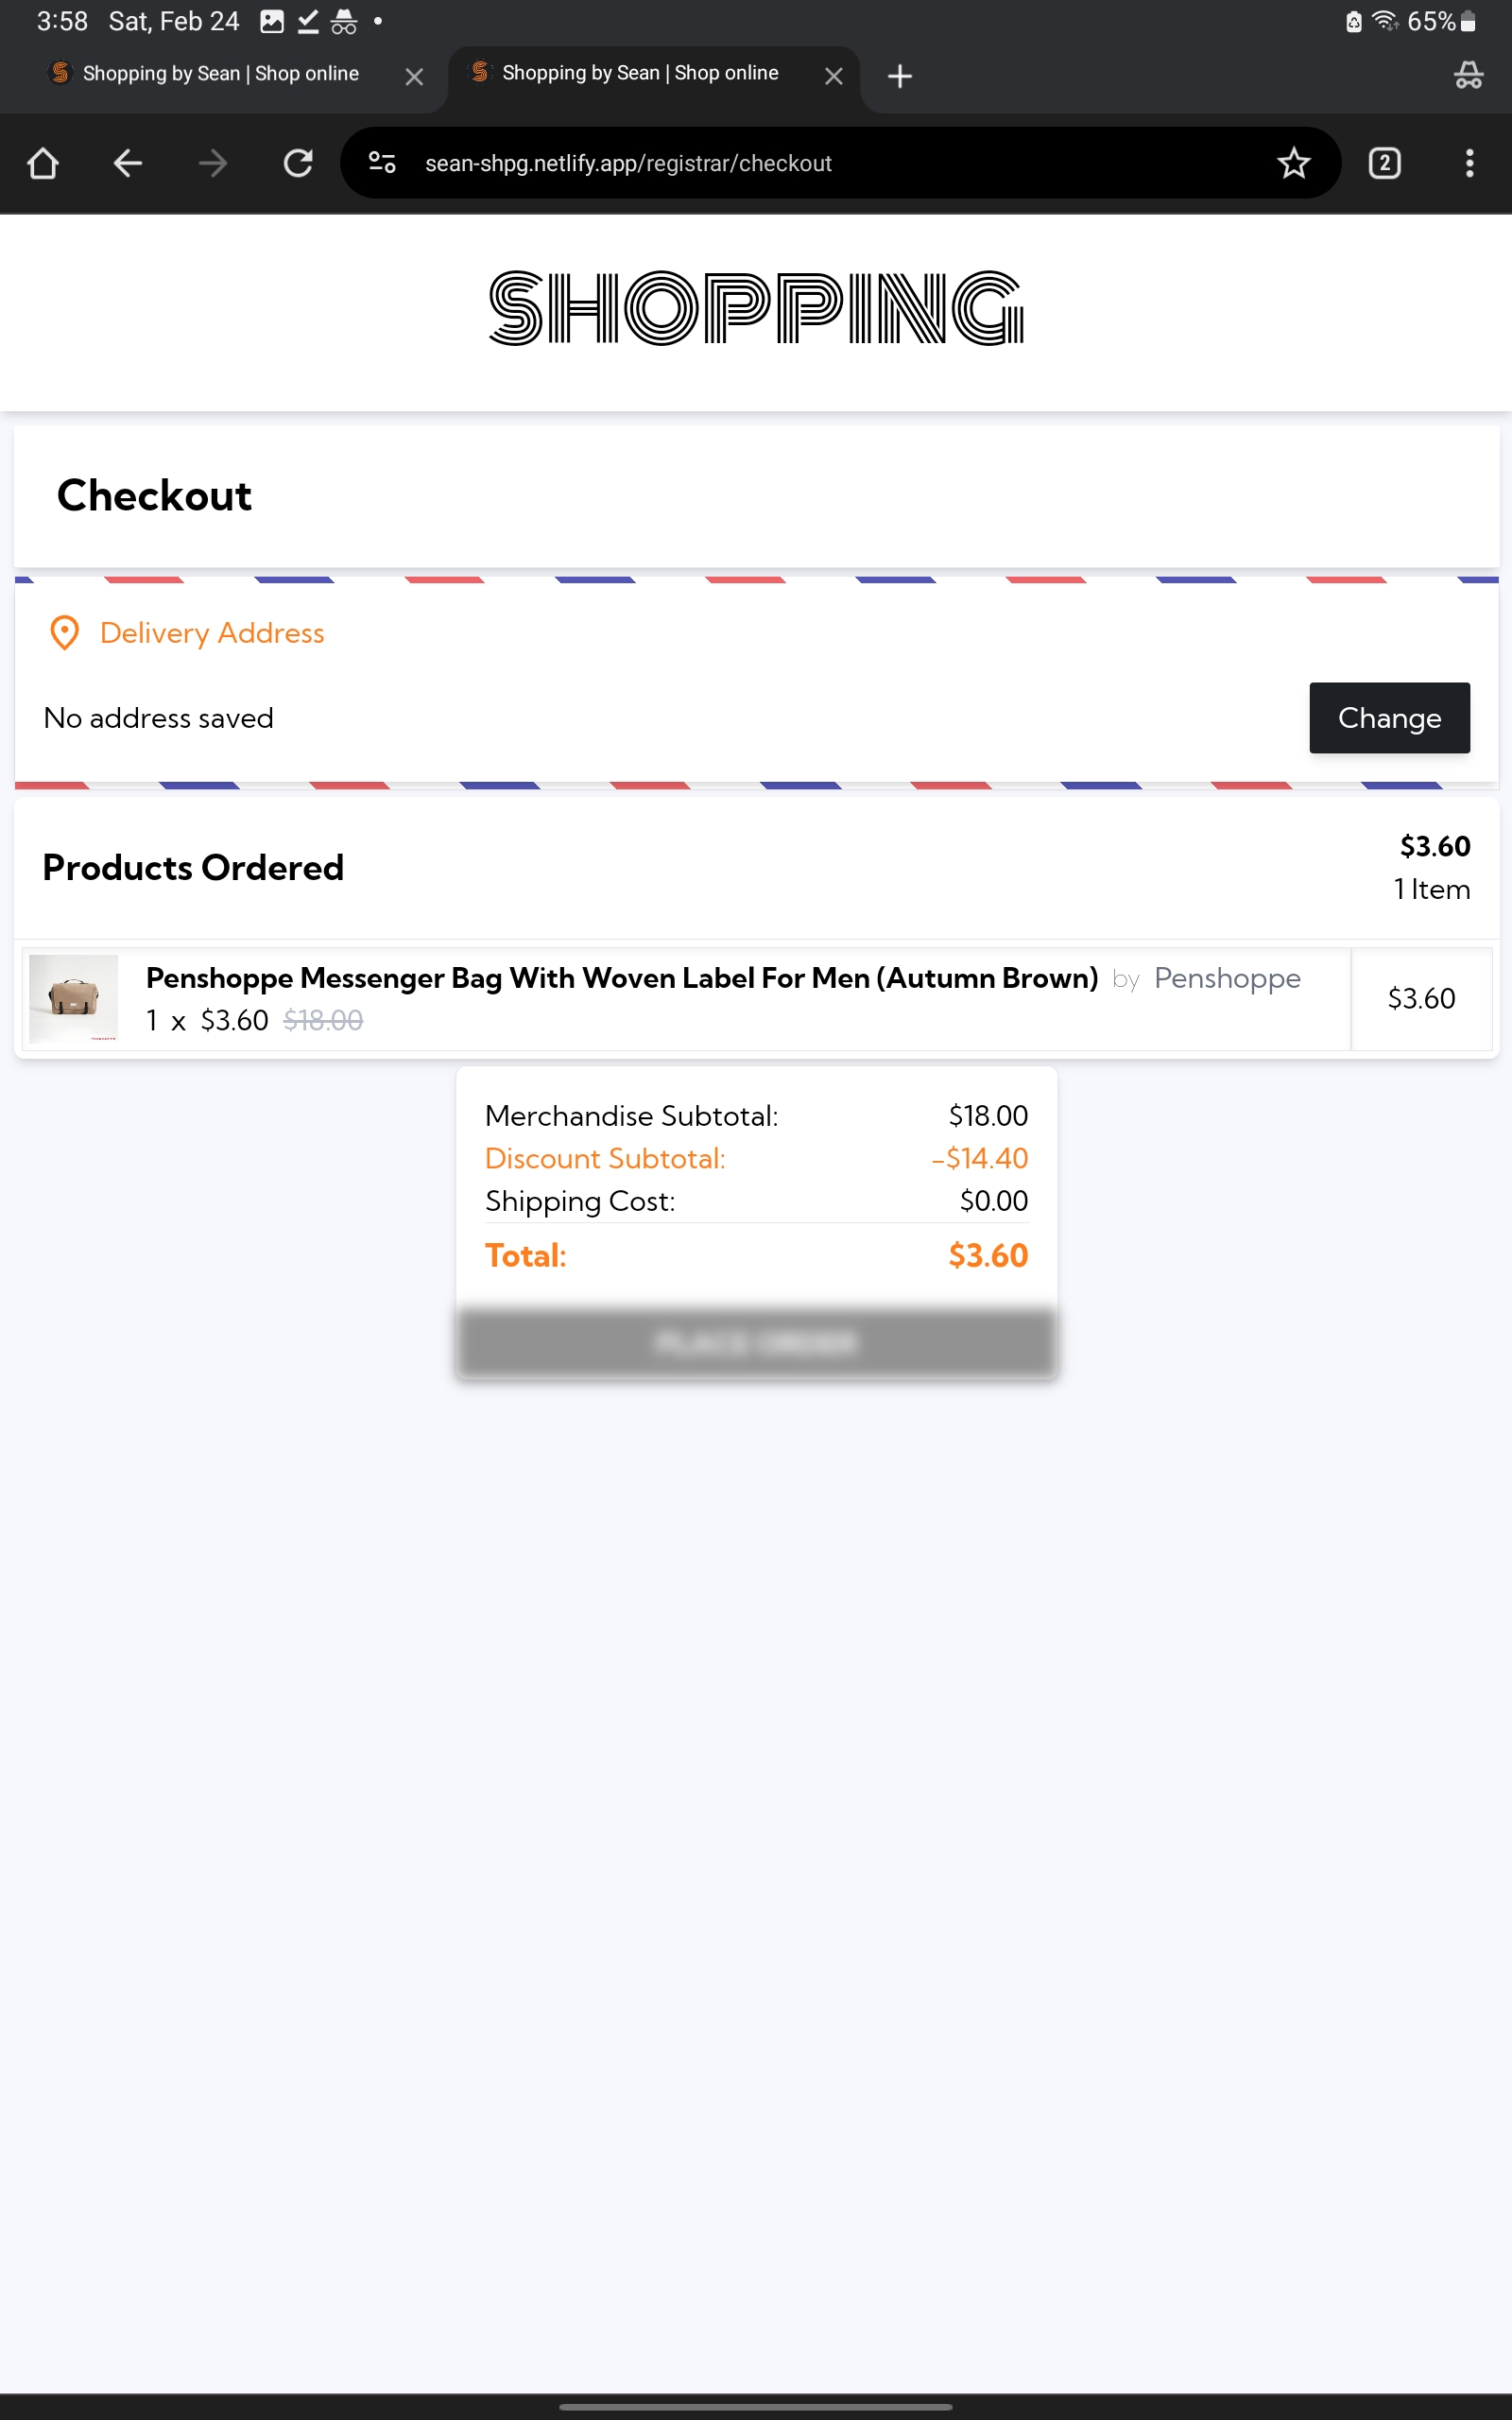 3:58 Sat, Feb 24 65%
Shopping by Sean | Shop online Shopping by Sean | Shop online
sean-shpg.netlify.app/registrar/checkout 2
SHOPPING
Checkout
Delivery Address
No address saved Change
Products Ordered
$3.60
1 Item
Penshoppe Messenger Bag With Woven Label For Men (Autumn Brown) by Penshoppe
1 x $3.60 $18.00
$3.60
Merchandise Subtotal: $18.00
Discount Subtotal: -$14.40
Shipping Cost: $0.00
Total: $3.60
PLACE ORDER